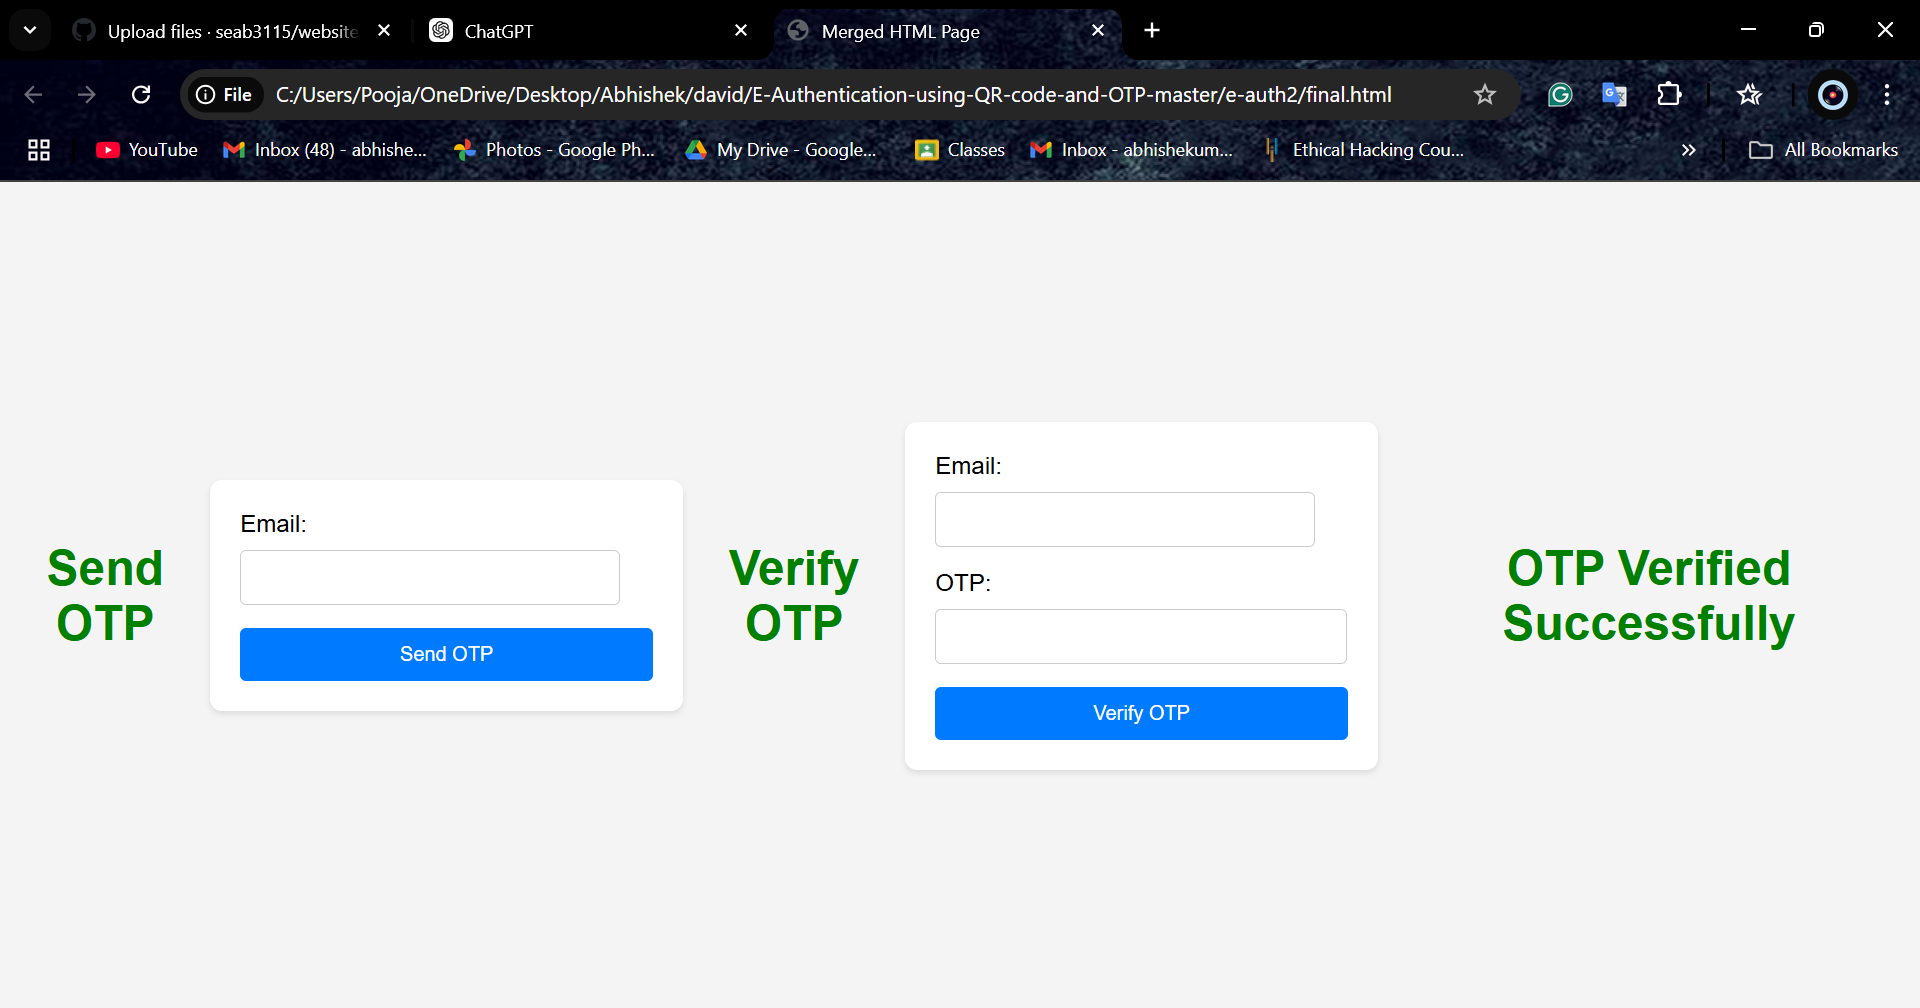 Upload files · seab3115/website
ChatGPT
Merged HTML Page
File
C:/Users/Pooja/OneDrive/Desktop/Abhishek/david/E-Authentication-using-QR-code-and-OTP-master/e-auth2/final.html
YouTube
Inbox (48) - abhishe...
Photos - Google Ph...
My Drive - Google...
Classes
Inbox - abhishekum...
Ethical Hacking Cou...
All Bookmarks
Send
OTP
Email:
Send OTP
Verify
OTP
Email:
OTP:
Verify OTP
OTP Verified
Successfully